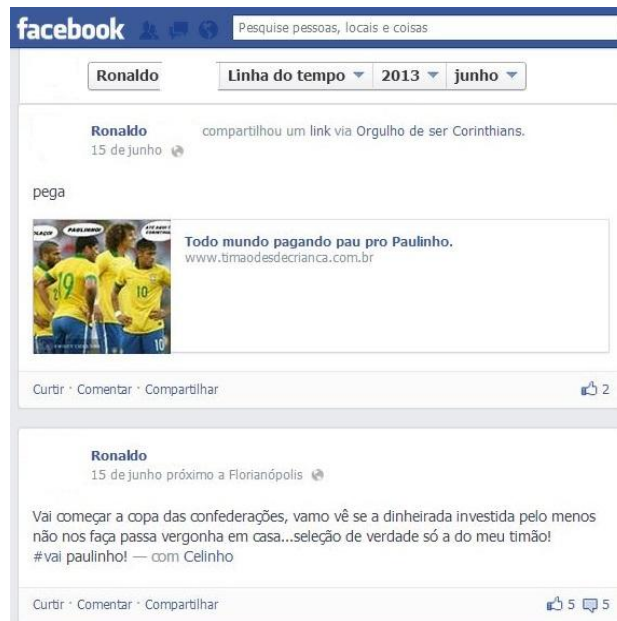 facebook Pesquise pessoas, locais e coisas
Ronaldo Linha do tempo 2013 junho
Ronaldo compartilhou um link via Orgulho de ser Corinthians.
15 de junho
pega
PAULINHO!
Todo mundo pagando pau pro Paulinho.
www.timaodesdecrianca.com.br
19
10
10
Curtir · Comentar · Compartilhar 2
Ronaldo
15 de junho próximo a Florianópolis
Vai começar a copa das confederações, vamo vê se a dinheirada investida pelo menos
não nos faça passa vergonha em casa...seleção de verdade só a do meu timão!
#vai paulinho! — com Celinho
Curtir · Comentar · Compartilhar 5 5